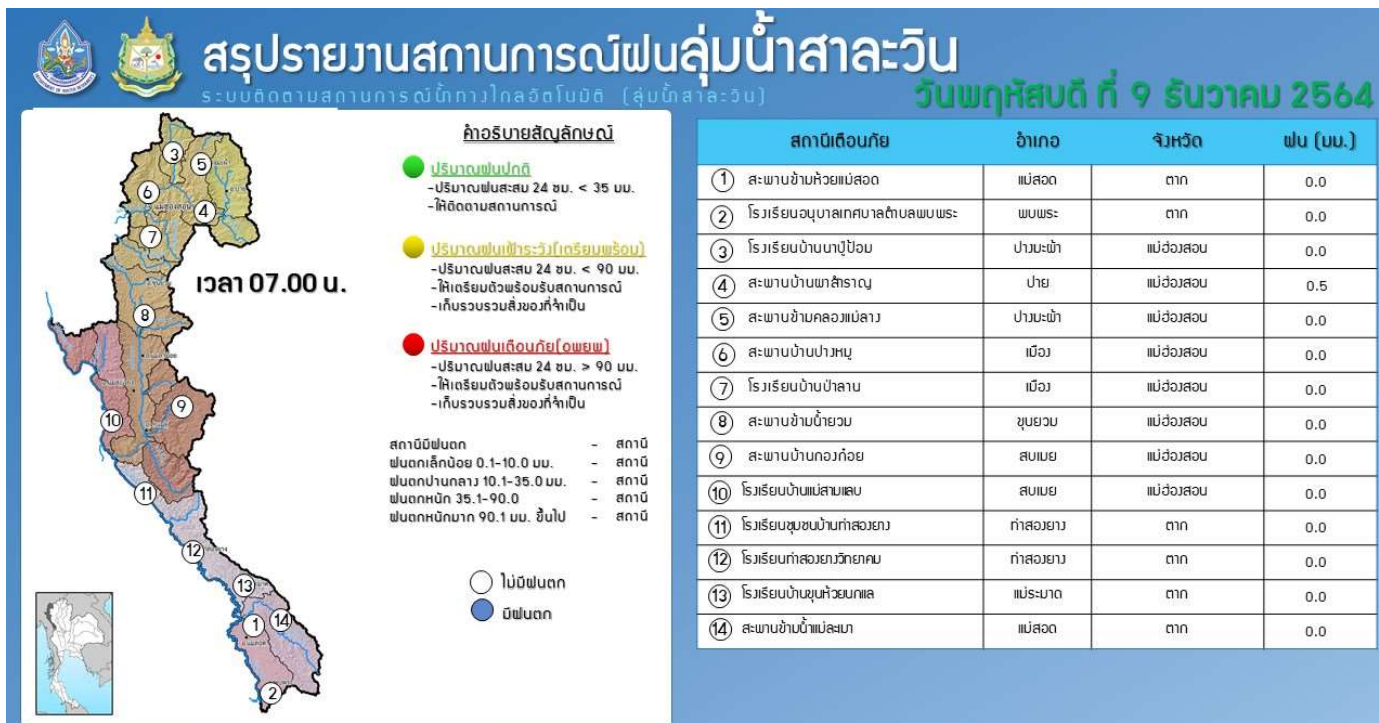 สรุปรายงานสถานการณ์ฝนลุ่มน้ำสาละวิน
ระบบติดตามสถานการณ์น้ำทางไกลอัตโนมัติ (ลุ่มน้ำสาละวิน)
วันพฤหัสบดี ที่ 9 ธันวาคม 2564
เวลา 07.00 น.
3
5
6
4
7
8
9
10
11
12
13
14
1
2
คำอธิบายสัญลักษณ์
ปริมาณฝนปกติ
-ปริมาณฝนสะสม 24 ชม. < 35 มม.
-ให้ติดตามสถานการณ์
ปริมาณฝนเฝ้าระวัง(เตรียมพร้อม)
-ปริมาณฝนสะสม 24 ชม. < 90 มม.
-ให้เตรียมตัวพร้อมรับสถานการณ์
-เก็บรวบรวมสิ่งของที่จำเป็น
ปริมาณฝนเตือนภัย(อพยพ)
-ปริมาณฝนสะสม 24 ชม. > 90 มม.
-ให้เตรียมตัวพร้อมรับสถานการณ์
-เก็บรวบรวมสิ่งของที่จำเป็น
สถานีมีฝนตก - สถานี
ฝนตกเล็กน้อย 0.1-10.0 มม. - สถานี
ฝนตกปานกลาง 10.1-35.0 มม. - สถานี
ฝนตกหนัก 35.1-90.0 - สถานี
ฝนตกหนักมาก 90.1 มม. ขึ้นไป - สถานี
ไม่มีฝนตก
มีฝนตก
สถานีเตือนภัย อำเภอ จังหวัด ฝน (มม.)
1 สะพานข้ามห้วยแม่สอด แม่สอด ตาก 0.0
2 โรงเรียนอนุบาลเทศบาลตำบลพบพระ พบพระ ตาก 0.0
3 โรงเรียนบ้านนาปู่ป้อม ปางมะผ้า แม่ฮ่องสอน 0.0
4 สะพานบ้านผาสำราญ ปาย แม่ฮ่องสอน 0.5
5 สะพานข้ามคลองแม่ลาง ปางมะผ้า แม่ฮ่องสอน 0.0
6 สะพานบ้านปางหมู เมือง แม่ฮ่องสอน 0.0
7 โรงเรียนบ้านป่าลาน เมือง แม่ฮ่องสอน 0.0
8 สะพานข้ามน้ำยวม ขุนยวม แม่ฮ่องสอน 0.0
9 สะพานบ้านกองก๋อย สบเมย แม่ฮ่องสอน 0.0
10 โรงเรียนบ้านแม่สามแลบ สบเมย แม่ฮ่องสอน 0.0
11 โรงเรียนชุมชนบ้านท่าสองยาง ท่าสองยาง ตาก 0.0
12 โรงเรียนท่าสองยางวิทยาคม ท่าสองยาง ตาก 0.0
13 โรงเรียนบ้านขุนห้วยนกแล แม่ระมาด ตาก 0.0
14 สะพานข้ามน้ำแม่ละเมา แม่สอด ตาก 0.0